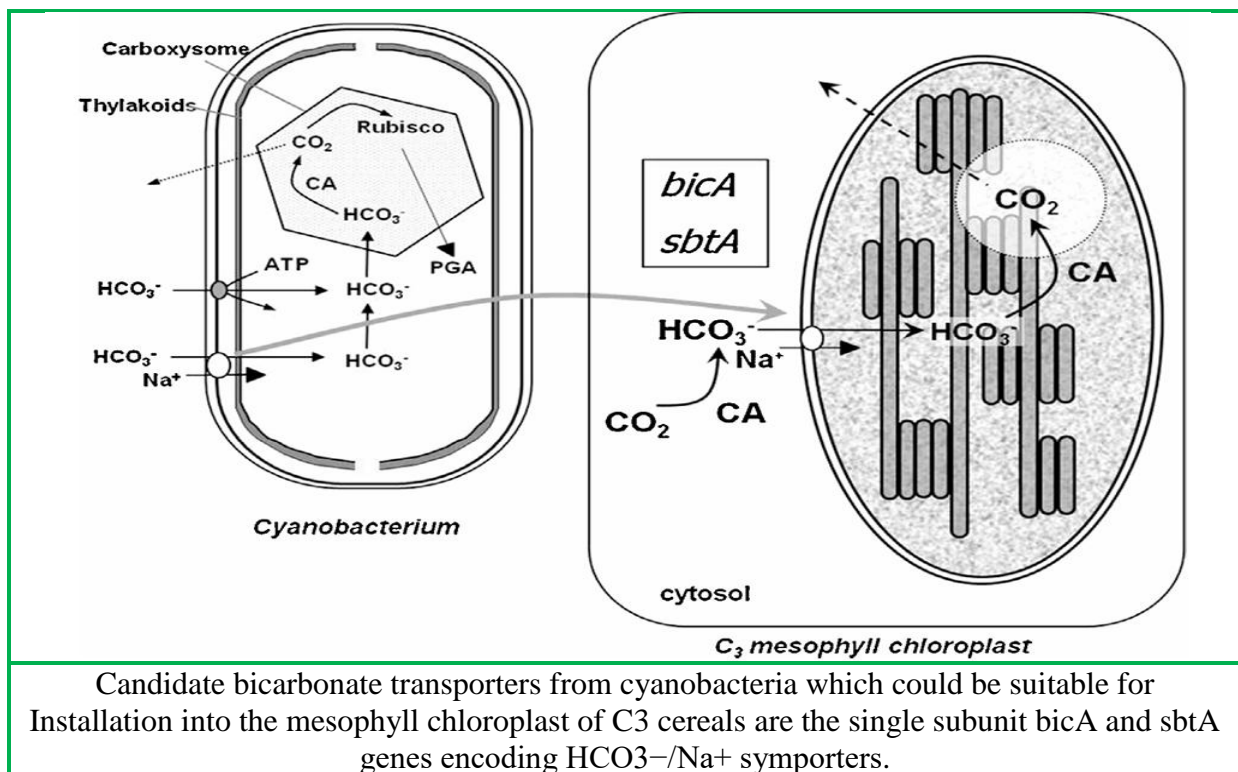 Carboxysome
Thylakoids
CO₂
Rubisco
CA
HCO₃⁻
PGA
ATP
HCO₃⁻
HCO₃⁻
HCO₃⁻
Na⁺
HCO₃⁻
Cyanobacterium
bicA
sbtA
CO₂
CA
HCO₃⁻
Na⁺
HCO₃⁻
CO₂
CA
cytosol
C₃ mesophyll chloroplast
Candidate bicarbonate transporters from cyanobacteria which could be suitable for
Installation into the mesophyll chloroplast of C3 cereals are the single subunit bicA and sbtA
genes encoding HCO3−/Na+ symporters.